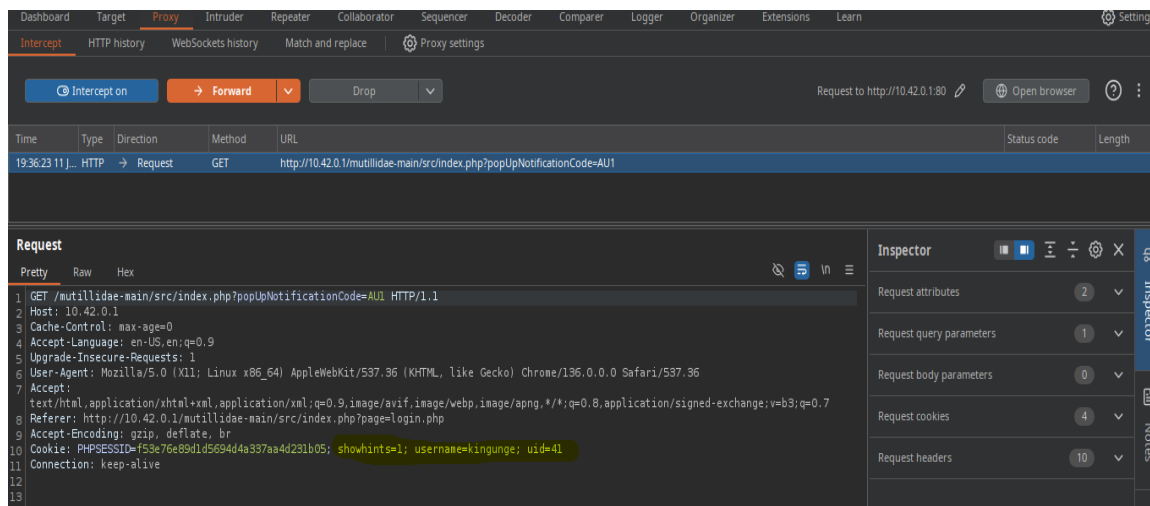 Dashboard Target Proxy Intruder Repeater Collaborator Sequencer Decoder Comparer Logger Organizer Extensions Learn Setting
Intercept HTTP history WebSockets history Match and replace Proxy settings
Intercept on → Forward Drop Request to http://10.42.0.1:80 Open browser
Time Type Direction Method URL Status code Length
19:36:23 11 J... HTTP → Request GET http://10.42.0.1/mutillidae-main/src/index.php?popUpNotificationCode=AU1
Request
Pretty Raw Hex \n
1 GET /mutillidae-main/src/index.php?popUpNotificationCode=AU1 HTTP/1.1
2 Host: 10.42.0.1
3 Cache-Control: max-age=0
4 Accept-Language: en-US,en;q=0.9
5 Upgrade-Insecure-Requests: 1
6 User-Agent: Mozilla/5.0 (X11; Linux x86_64) AppleWebKit/537.36 (KHTML, like Gecko) Chrome/136.0.0.0 Safari/537.36
7 Accept:
text/html,application/xhtml+xml,application/xml;q=0.9,image/avif,image/webp,image/apng,*/*;q=0.8,application/signed-exchange;v=b3;q=0.7
8 Referer: http://10.42.0.1/mutillidae-main/src/index.php?page=login.php
9 Accept-Encoding: gzip, deflate, br
10 Cookie: PHPSESSID=f53e76e89d1d5694d4a337aa4d231b05; showhints=1; username=kingunge; uid=41
11 Connection: keep-alive
12
13
Inspector
Request attributes 2
Request query parameters 1
Request body parameters 0
Request cookies 4
Request headers 10
Inspector
Notes